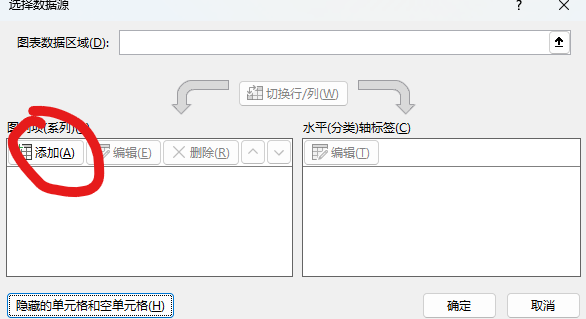 选择数据源 ? ×
图表数据区域(D):
切换行/列(W)
图例项(系列)(S)
添加(A) 编辑(E) 删除(R)
水平(分类)轴标签(C)
编辑(T)
隐藏的单元格和空单元格(H)
确定 取消